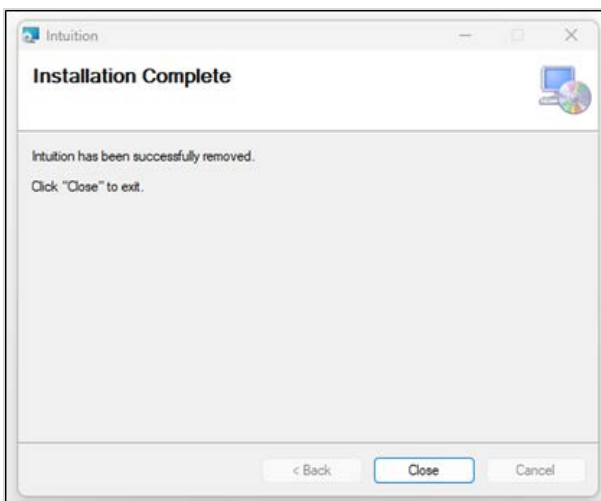 Intuition
Installation Complete
Intuition has been successfully removed.
Click "Close" to exit.
< Back
Close
Cancel